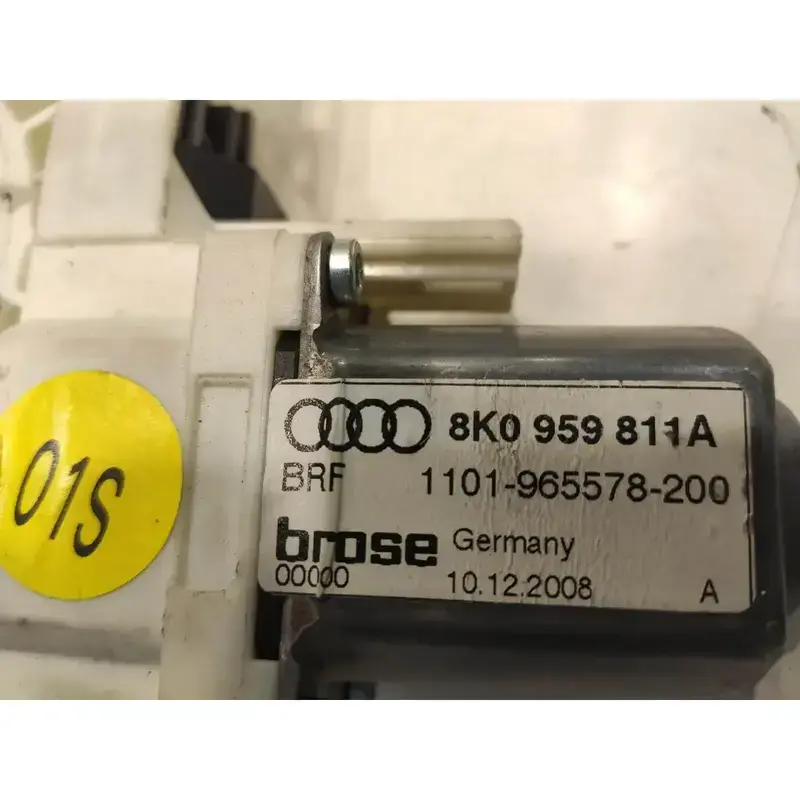 01S
8K0 959 811A
BRF 1101-965578-200
brose Germany
00000 10.12.2008 A